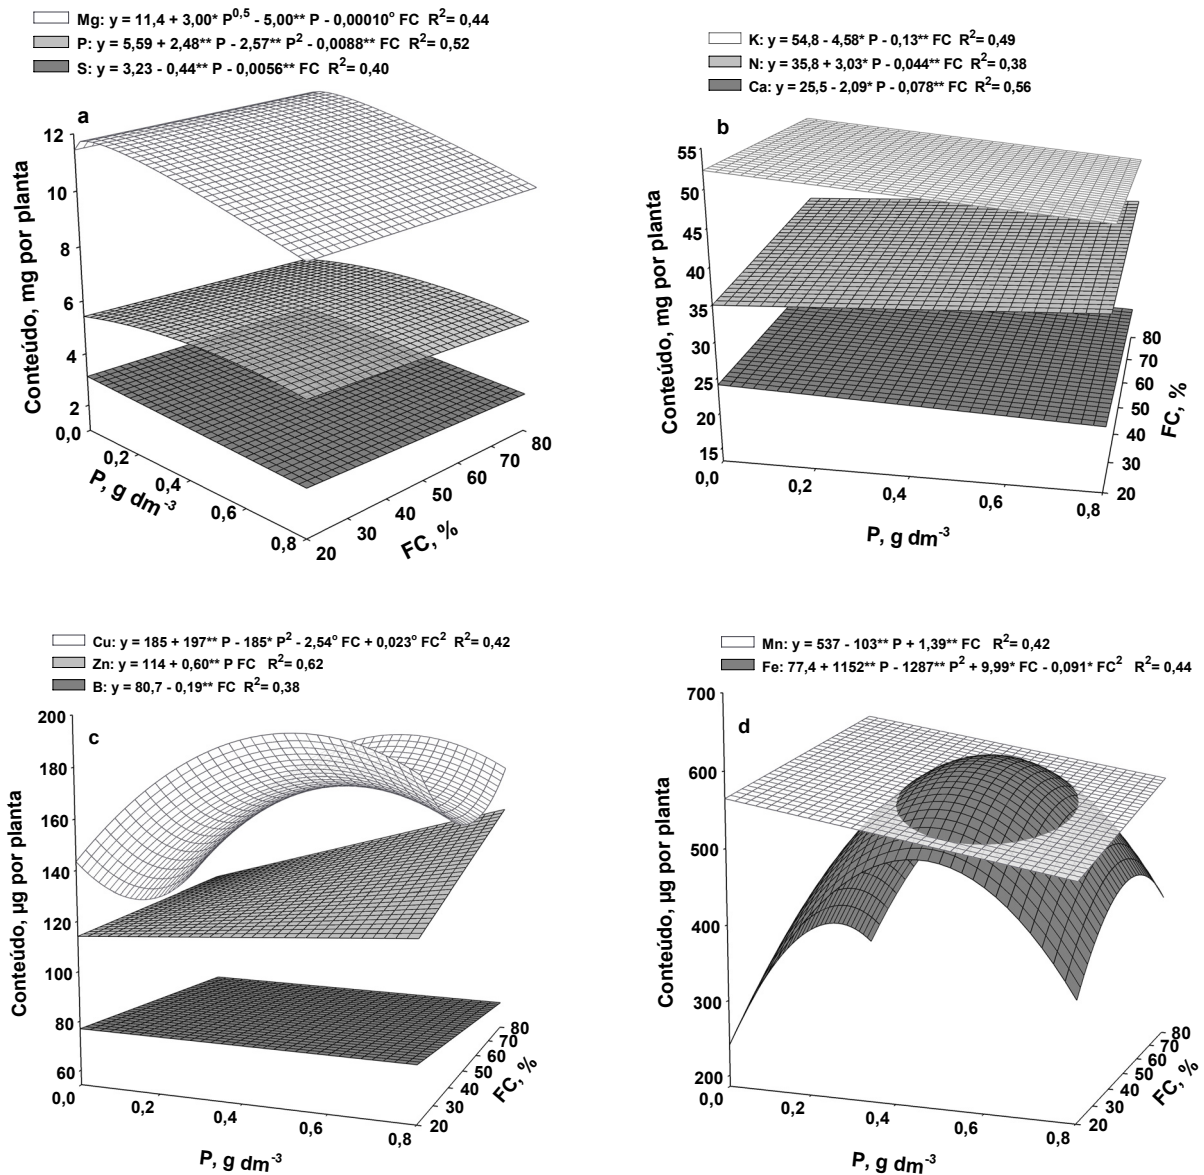 Mg: y = 11,4 + 3,00* P^0,5 - 5,00** P - 0,00010° FC R² = 0,44
P: y = 5,59 + 2,48** P - 2,57** P² - 0,0088** FC R² = 0,52
S: y = 3,23 - 0,44** P - 0,0056** FC R² = 0,40
a
12
10
8
6
4
2
0,0
Conteúdo, mg por planta
0,2
0,4
0,6
0,8
P, g dm⁻³
20
30
40
50
60
70
80
FC, %
K: y = 54,8 - 4,58* P - 0,13** FC R² = 0,49
N: y = 35,8 + 3,03* P - 0,044** FC R² = 0,38
Ca: y = 25,5 - 2,09* P - 0,078** FC R² = 0,56
b
55
50
45
40
35
30
25
20
15
Conteúdo, mg por planta
0,0
0,2
0,4
0,6
0,8
P, g dm⁻³
80
70
60
50
40
30
20
FC, %
Cu: y = 185 + 197** P - 185* P² - 2,54° FC + 0,023° FC² R² = 0,42
Zn: y = 114 + 0,60** P FC R² = 0,62
B: y = 80,7 - 0,19** FC R² = 0,38
c
200
180
160
140
120
100
80
60
Conteúdo, µg por planta
0,0
0,2
0,4
0,6
0,8
P, g dm⁻³
80
70
60
50
40
30
20
FC, %
Mn: y = 537 - 103** P + 1,39** FC R² = 0,42
Fe: 77,4 + 1152** P - 1287** P² + 9,99* FC - 0,091* FC² R² = 0,44
d
700
600
500
400
300
200
Conteúdo, µg por planta
0,0
0,2
0,4
0,6
0,8
P, g dm⁻³
80
70
60
50
40
30
20
FC, %